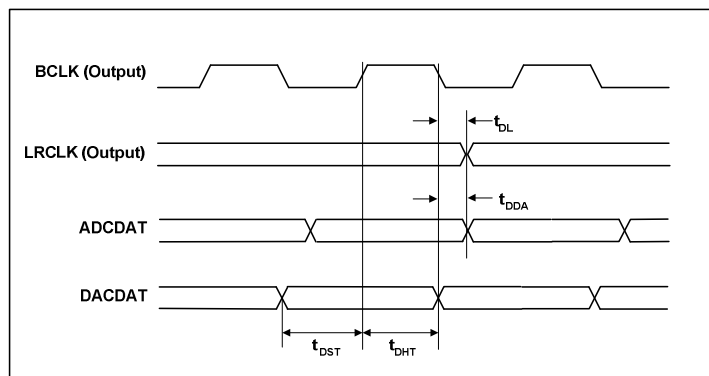 BCLK (Output)
t_DL
LRCLK (Output)
t_DDA
ADCDAT
DACDAT
t_DST
t_DHT